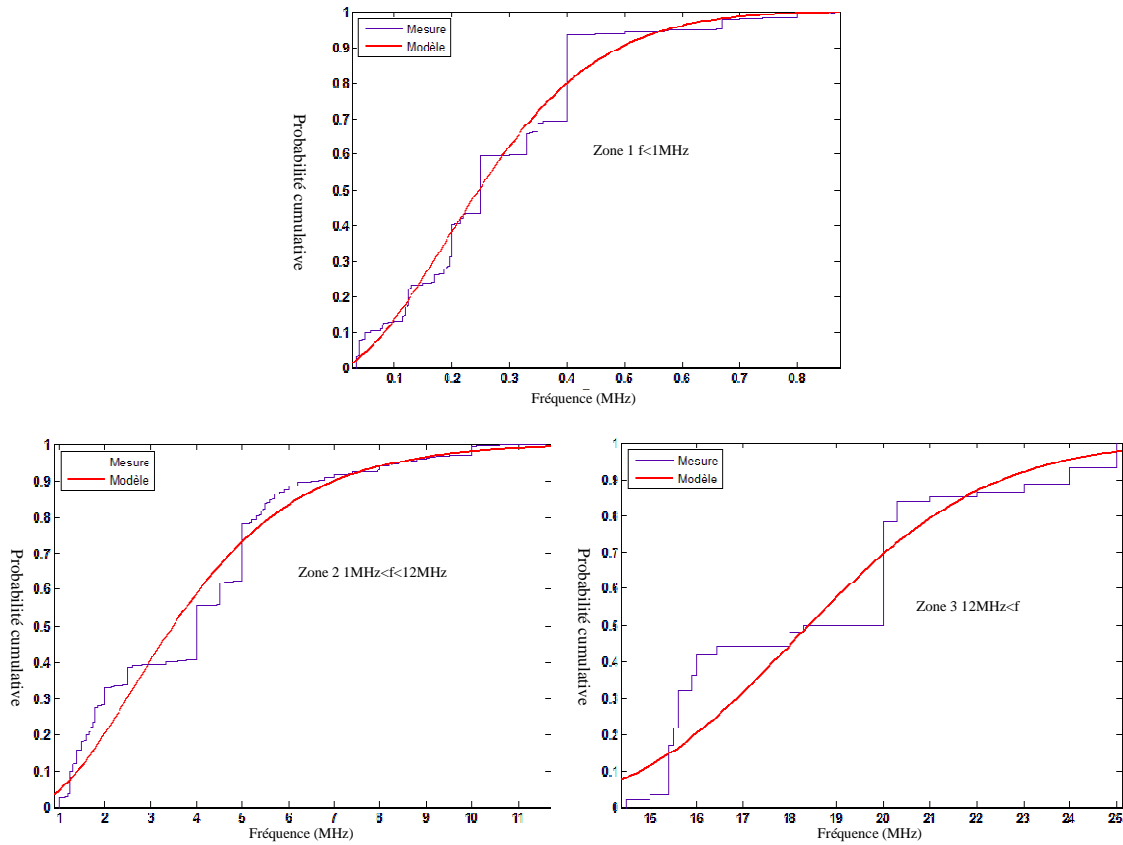 Mesure
Modèle
Probabilité cumulative
Zone 1 f<1MHz
1
0.9
0.8
0.7
0.6
0.5
0.4
0.3
0.2
0.1
0
0.1 0.2 0.3 0.4 0.5 0.6 0.7 0.8
Fréquence (MHz)
Mesure
Modèle
Probabilité cumulative
Zone 2 1MHz<f<12MHz
1
0.9
0.8
0.7
0.6
0.5
0.4
0.3
0.2
0.1
0
1 2 3 4 5 6 7 8 9 10 11
Fréquence (MHz)
Mesure
Modèle
Probabilité cumulative
Zone 3 12MHz<f
1
0.9
0.8
0.7
0.6
0.5
0.4
0.3
0.2
0.1
0
15 16 17 18 19 20 21 22 23 24 25
Fréquence (MHz)